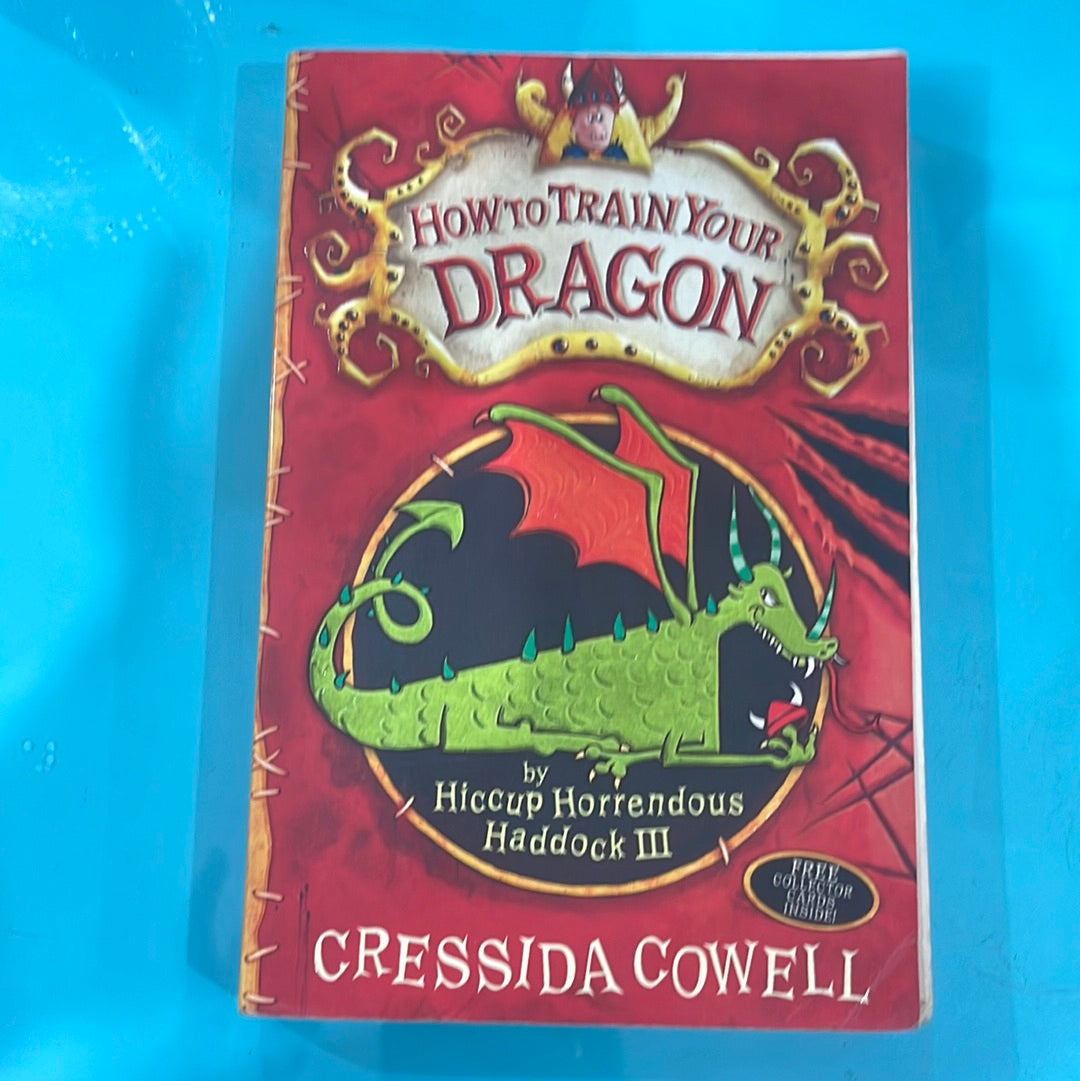 How to Train Your
Dragon
by
Hiccup Horrendous
Haddock III
FREE
COLLECTOR
CARDS
INSIDE!
CRESSIDA COWELL